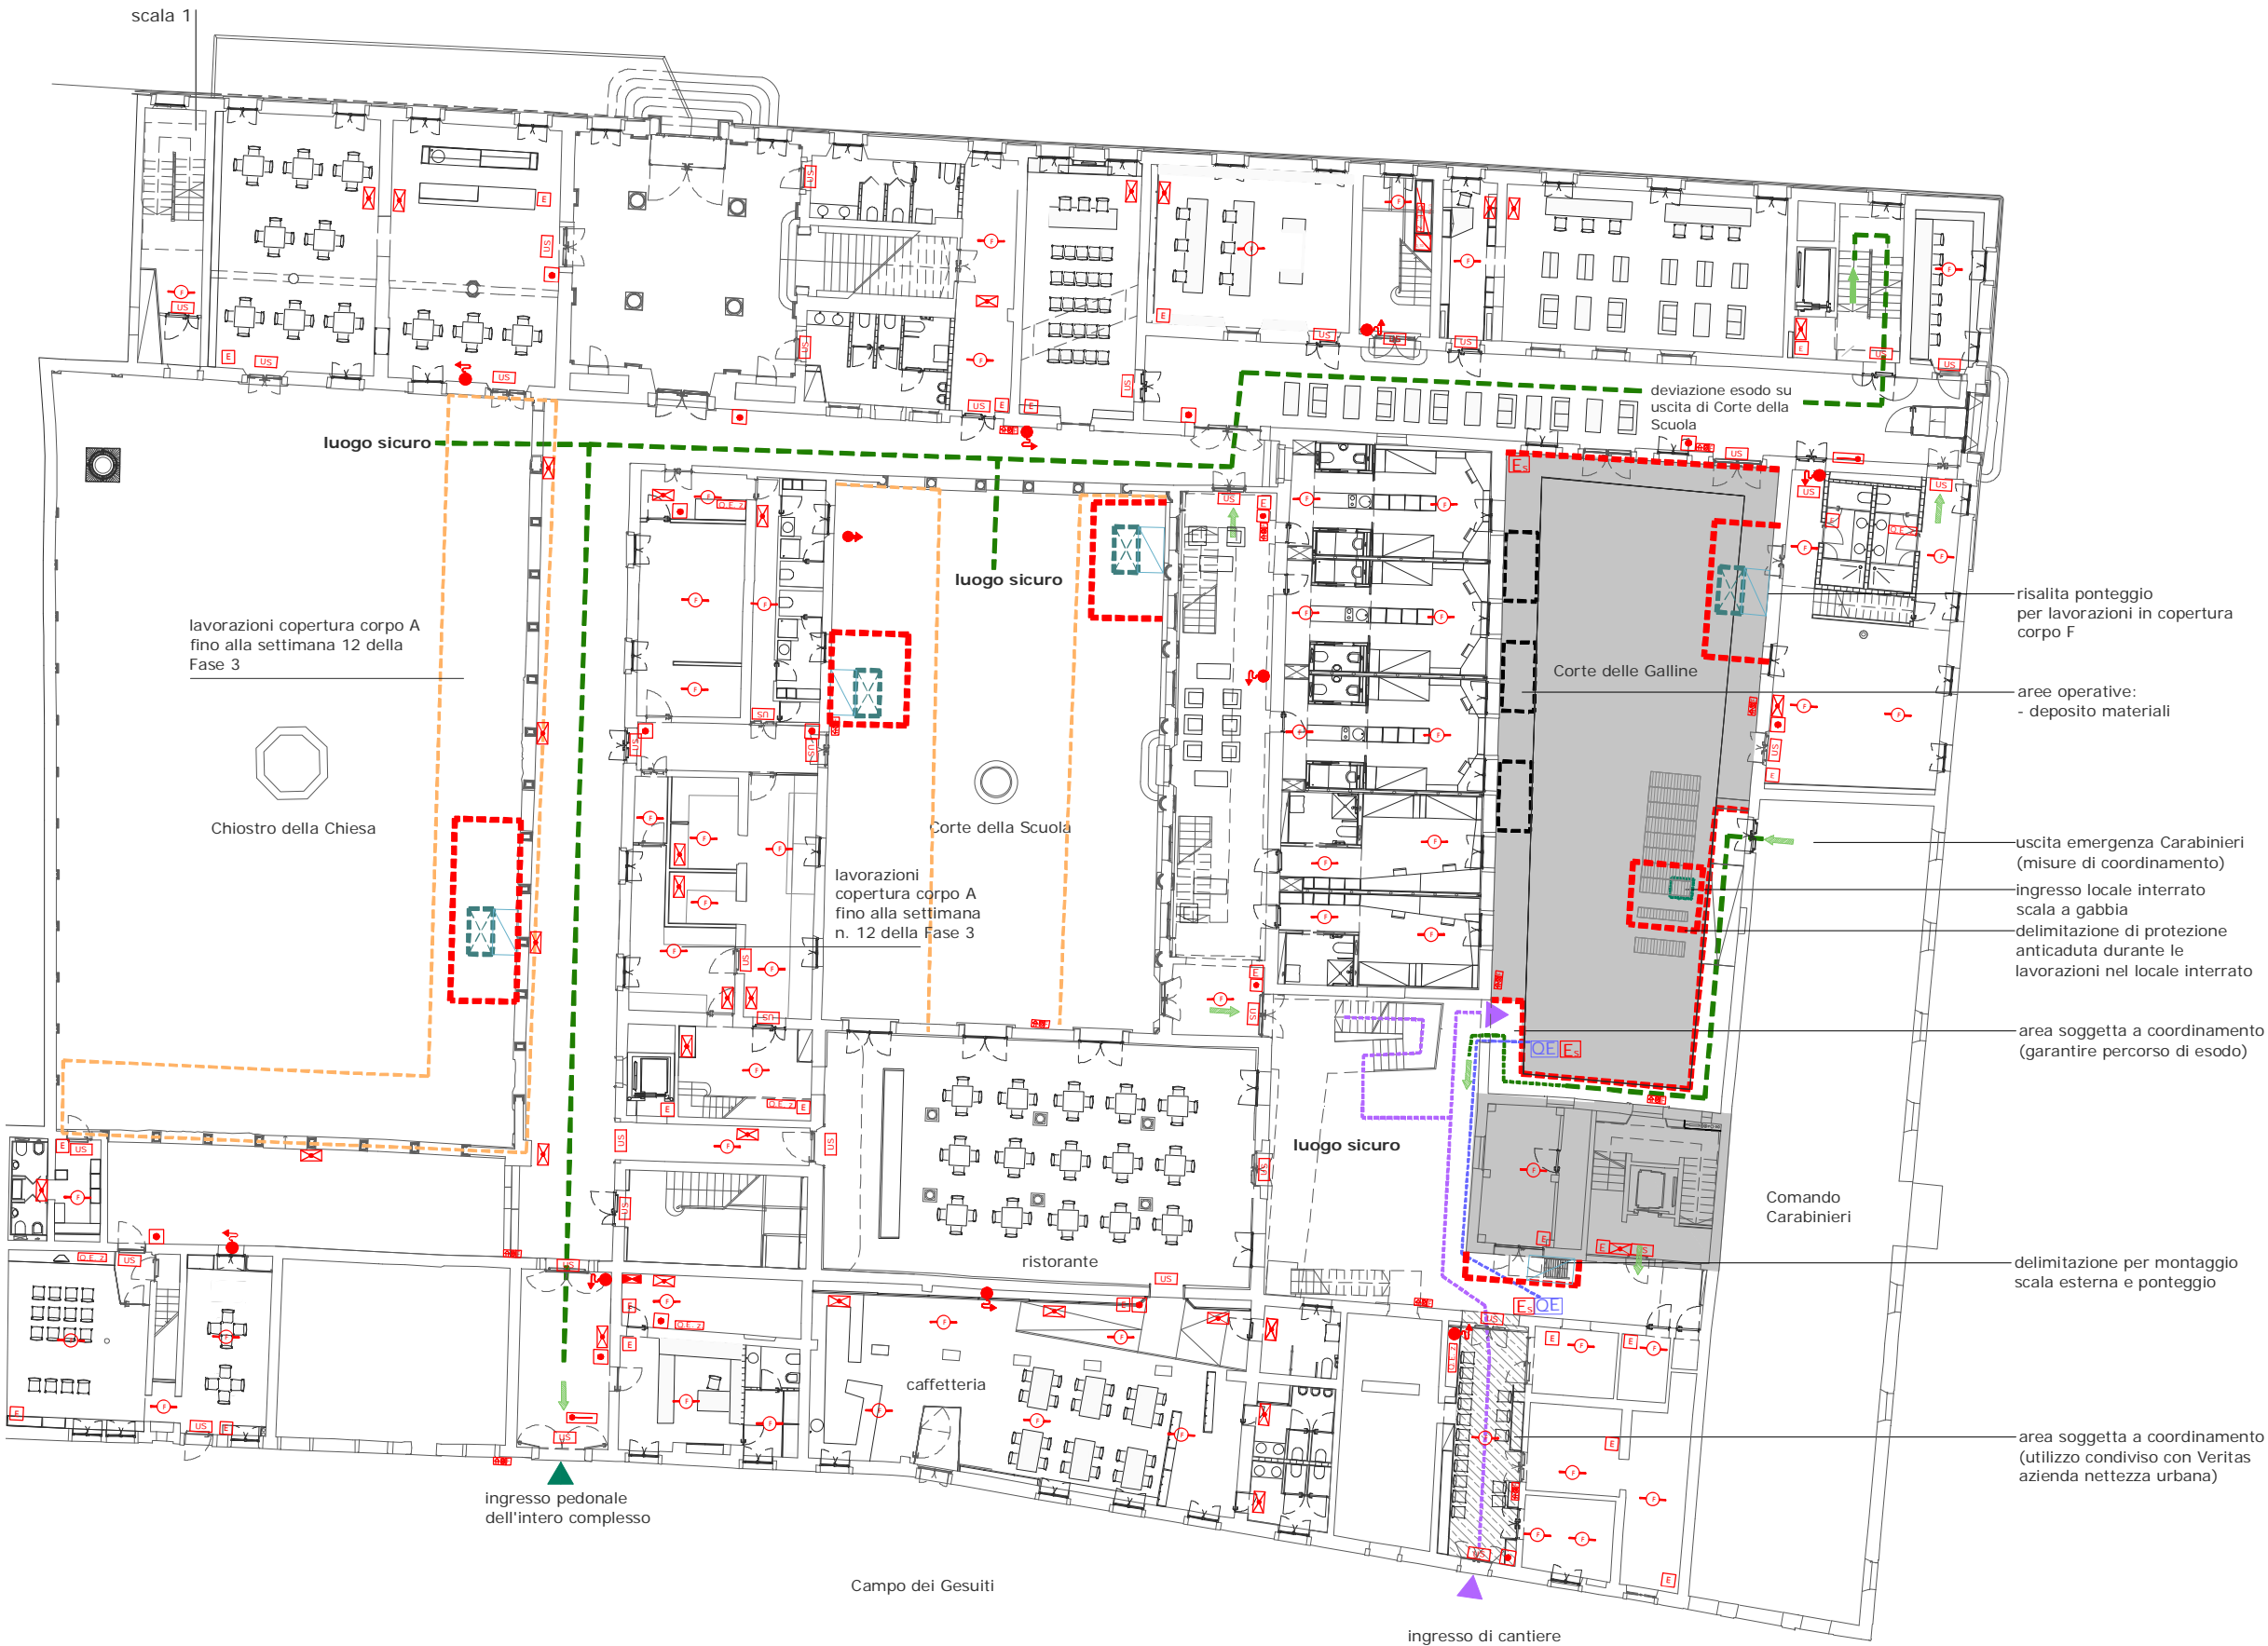 scala 1
luogo sicuro
deviazione esodo su
uscita di Corte della
Scuola
luogo sicuro
lavorazioni copertura corpo A
fino alla settimana 12 della
Fase 3
risalita ponteggio
per lavorazioni in copertura
corpo F
Corte delle Galline
aree operative:
- deposito materiali
Chiostro della Chiesa
Corte della Scuola
lavorazioni
copertura corpo A
fino alla settimana
n. 12 della Fase 3
uscita emergenza Carabinieri
(misure di coordinamento)
ingresso locale interrato
scala a gabbia
delimitazione di protezione
anticaduta durante le
lavorazioni nel locale interrato
area soggetta a coordinamento
(garantire percorso di esodo)
QE Es
Es
luogo sicuro
Comando
Carabinieri
ristorante
delimitazione per montaggio
scala esterna e ponteggio
Es QE
caffetteria
area soggetta a coordinamento
(utilizzo condiviso con Veritas
azienda nettezza urbana)
ingresso pedonale
dell'intero complesso
Campo dei Gesuiti
ingresso di cantiere